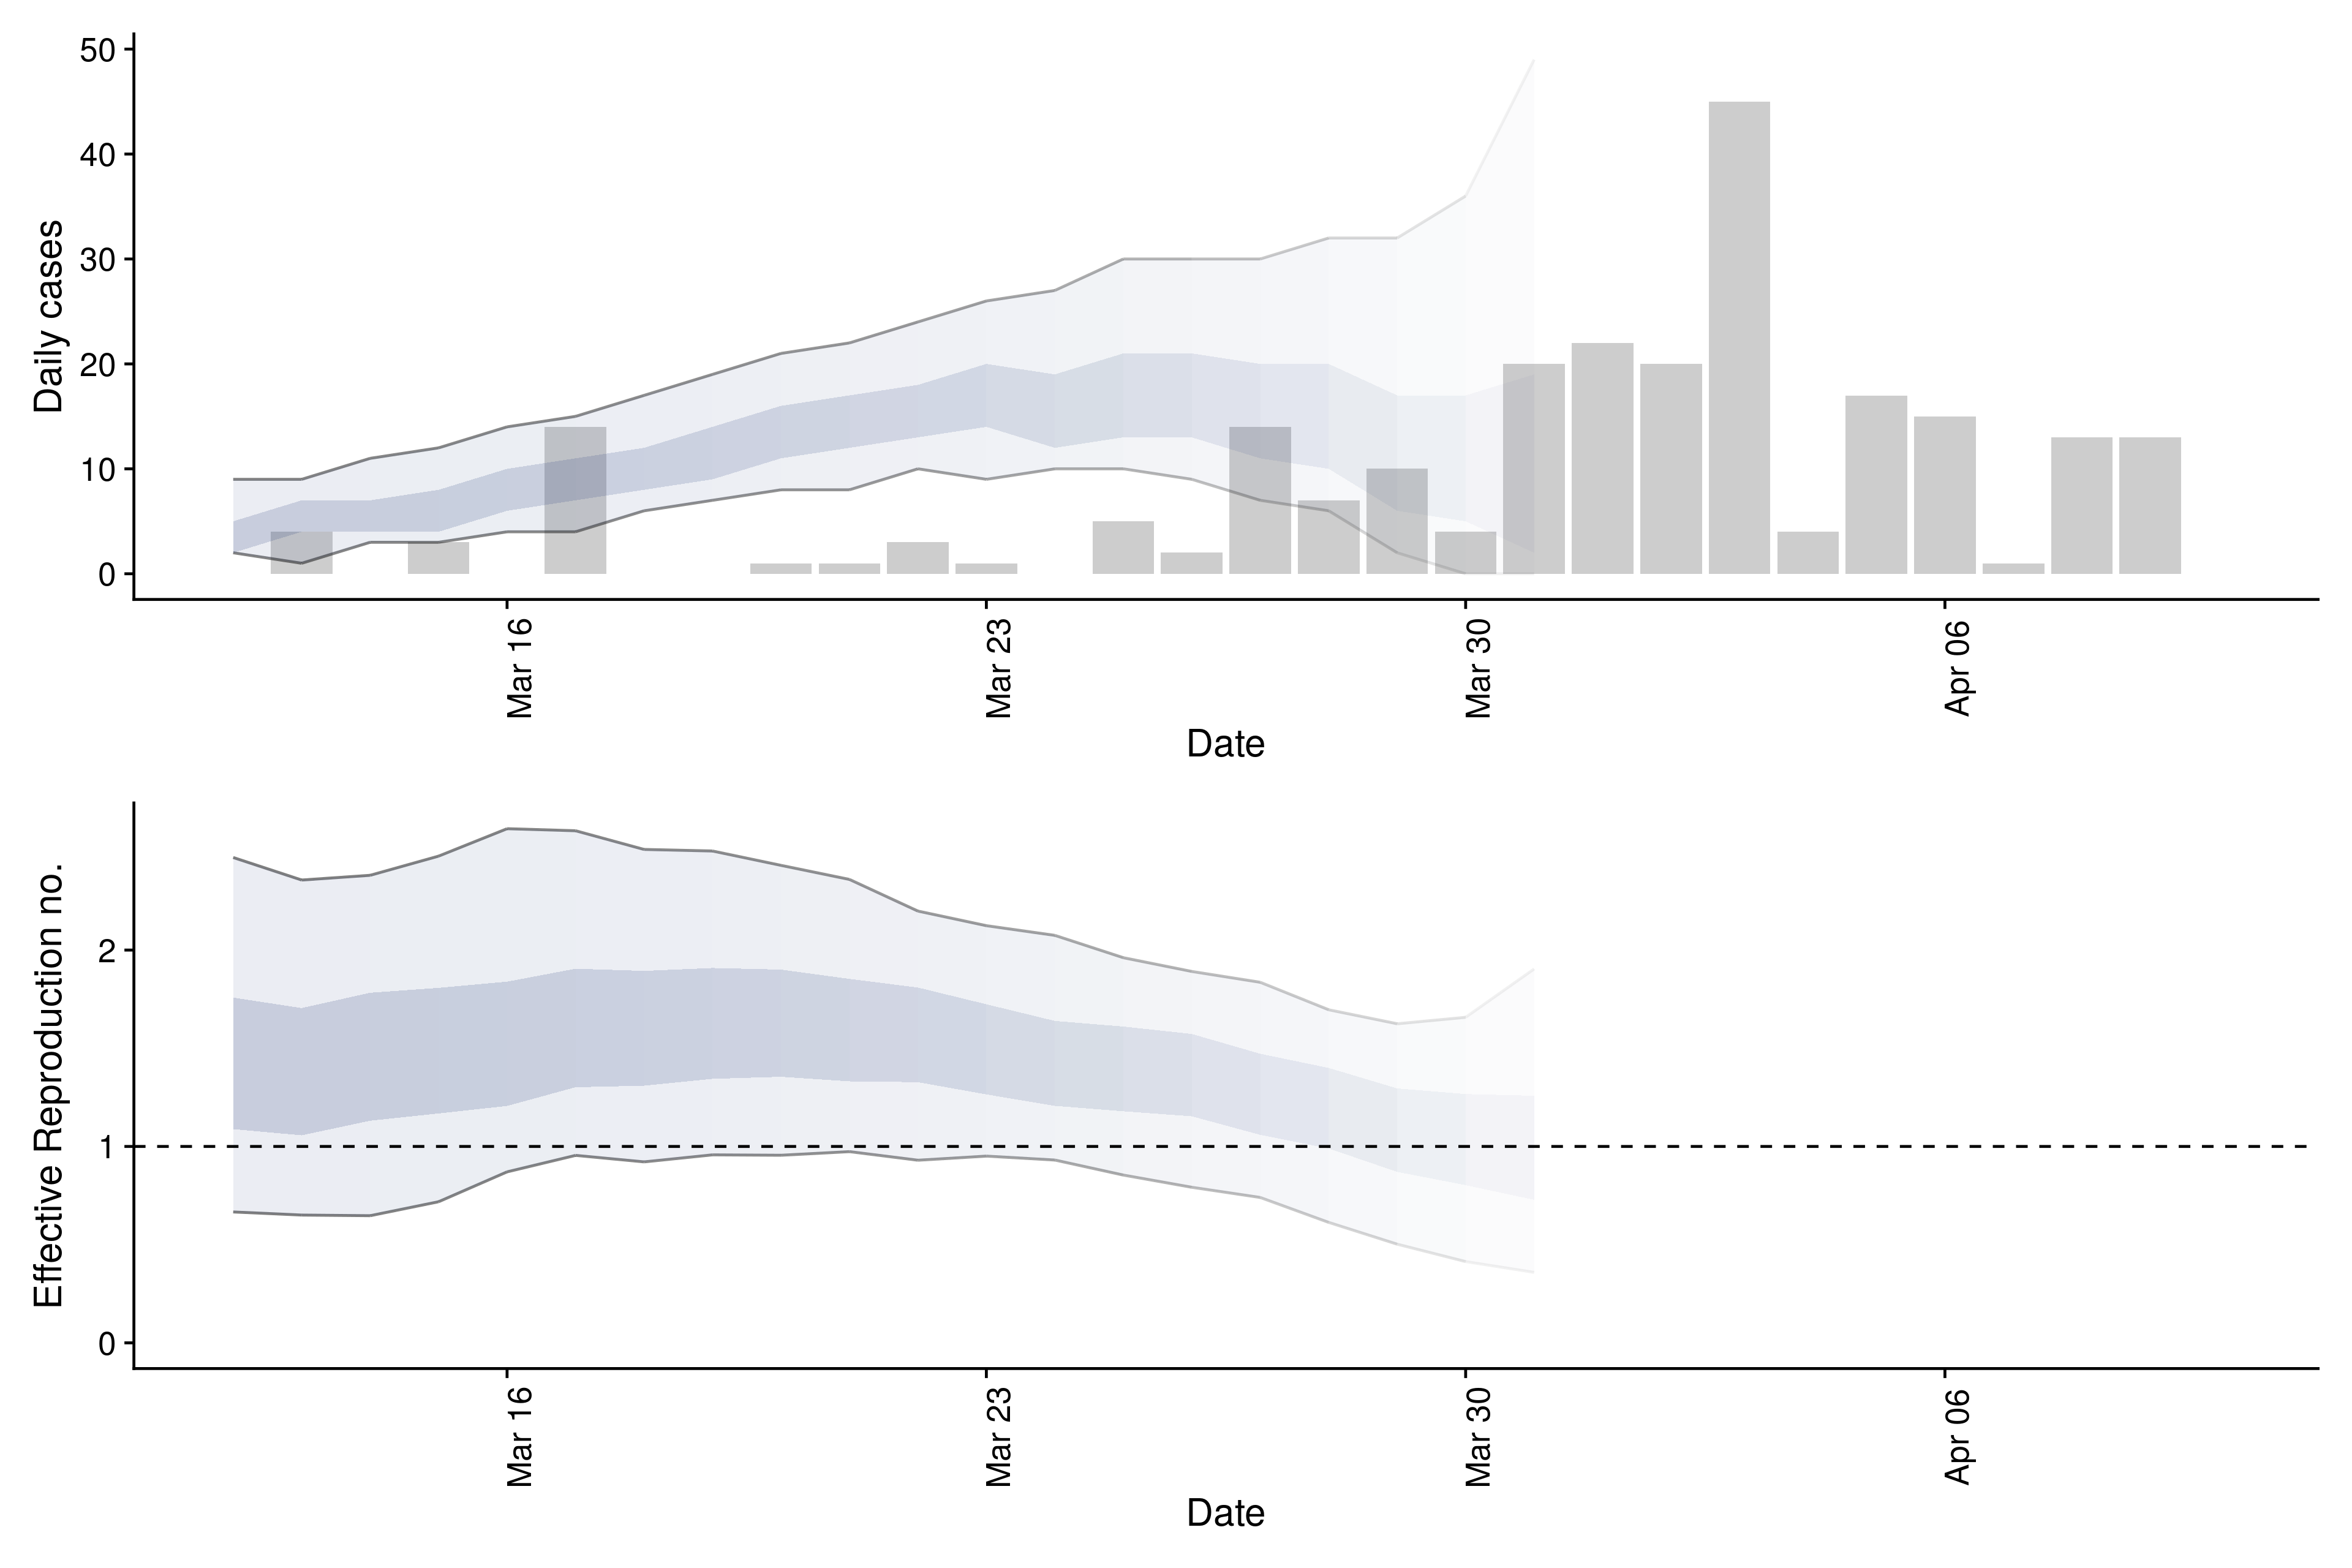 50
40
30
20
10
0
Daily cases
Mar 16
Mar 23
Mar 30
Apr 06
Date
2
1
0
Effective Reproduction no.
Mar 16
Mar 23
Mar 30
Apr 06
Date